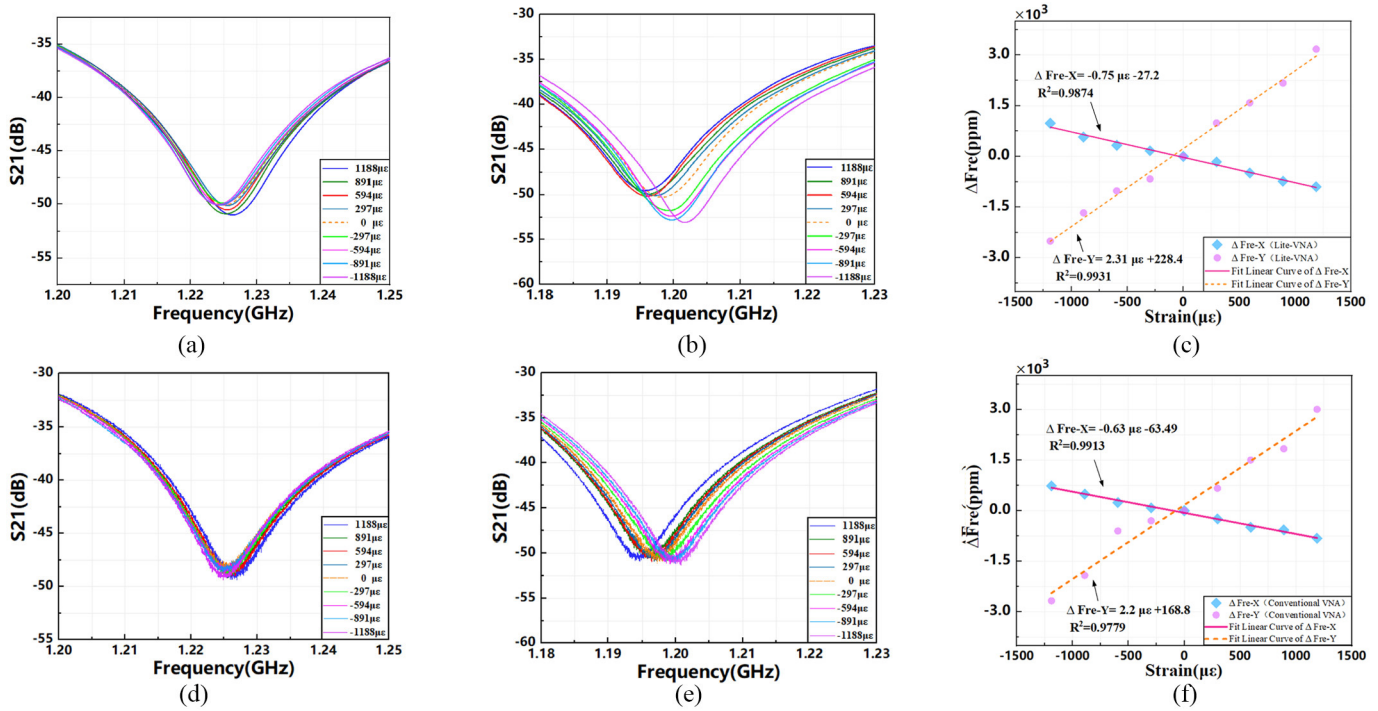 -35
-40
-45
-50
-55
S21(dB)
1188με
891με
594με
297με
0 με
-297με
-594με
-891με
-1188με
1.20
1.21
1.22
1.23
1.24
1.25
Frequency(GHz)
(a)
-30
-35
-40
-45
-50
-55
-60
S21(dB)
1188με
891με
594με
297με
0 με
-297με
-594με
-891με
-1188με
1.18
1.19
1.20
1.21
1.22
1.23
Frequency(GHz)
(b)
×10³
3.0
1.5
0.0
-1.5
-3.0
ΔFre(ppm)
Δ Fre-X= -0.75 με -27.2
R²=0.9874
Δ Fre-Y= 2.31 με +228.4
R²=0.9931
Δ Fre-X（Lite-VNA）
Δ Fre-Y（Lite-VNA）
Fit Linear Curve of Δ Fre-X
Fit Linear Curve of Δ Fre-Y
-1500
-1000
-500
0
500
1000
1500
Strain(με)
(c)
-30
-35
-40
-45
-50
-55
S21(dB)
1188με
891με
594με
297με
0 με
-297με
-594με
-891με
-1188με
1.20
1.21
1.22
1.23
1.24
1.25
Frequency(GHz)
(d)
-30
-35
-40
-45
-50
-55
-60
S21(dB)
1188με
891με
594με
297με
0 με
-297με
-594με
-891με
-1188με
1.18
1.19
1.20
1.21
1.22
1.23
Frequency(GHz)
(e)
×10³
3.0
1.5
0.0
-1.5
-3.0
ΔFre(ppm)
Δ Fre-X= -0.63 με -63.49
R²=0.9913
Δ Fre-Y= 2.2 με +168.8
R²=0.9779
Δ Fre-X（Conventional VNA）
Δ Fre-Y（Conventional VNA）
Fit Linear Curve of Δ Fre-X
Fit Linear Curve of Δ Fre-Y
-1500
-1000
-500
0
500
1000
1500
Strain(με)
(f)